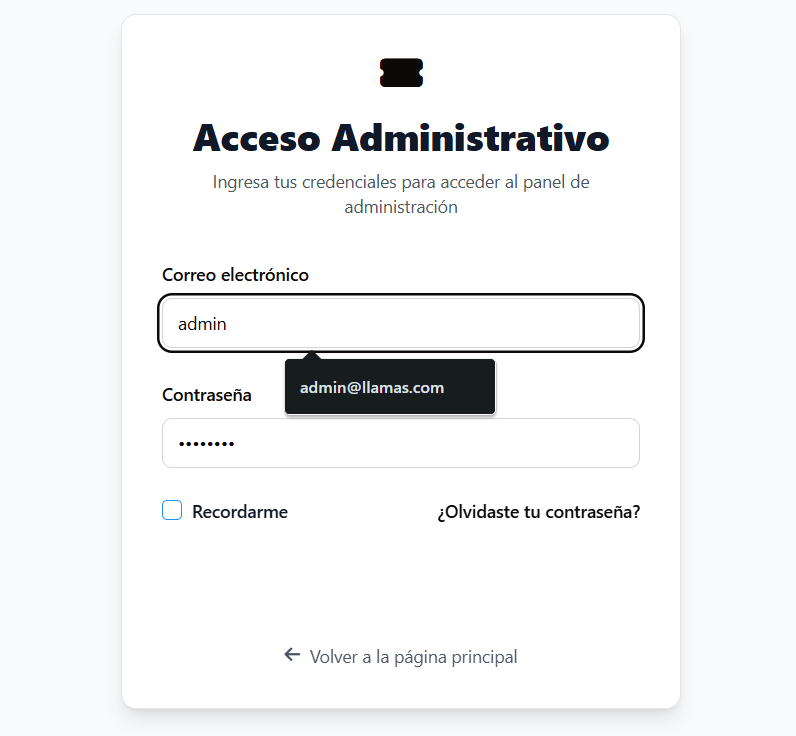 Acceso Administrativo
Ingresa tus credenciales para acceder al panel de
administración
Correo electrónico
admin
admin@llamas.com
Contraseña
••••••••
Recordarme
¿Olvidaste tu contraseña?
← Volver a la página principal